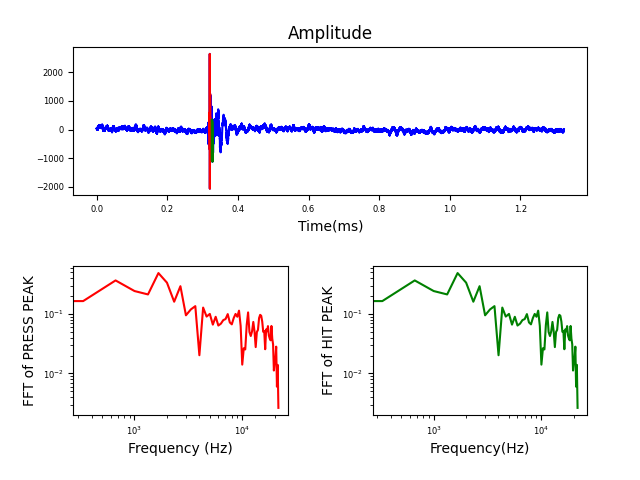 Amplitude
2000
1000
0
−1000
−2000
0.0 0.2 0.4 0.6 0.8 1.0 1.2
Time(ms)
FFT of PRESS PEAK
10⁻¹
10⁻²
10³ 10⁴
Frequency (Hz)
FFT of HIT PEAK
10⁻¹
10⁻²
10³ 10⁴
Frequency(Hz)